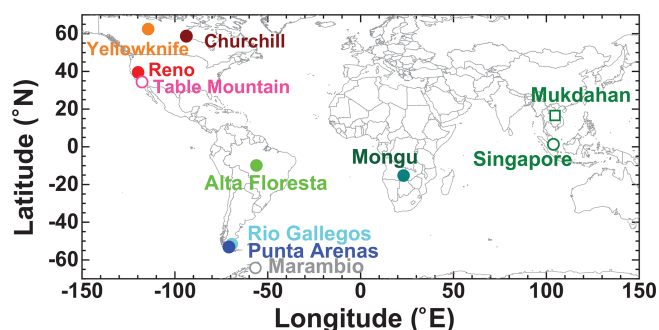 60
Yellowknife
Churchill
40
Reno
Table Mountain
Mukdahan
20
0
Mongu
Singapore
-20
Alta Floresta
-40
Rio Gallegos
Punta Arenas
-60
Marambio
-150
-100
-50
0
50
100
150
Latitude (°N)
Longitude (°E)